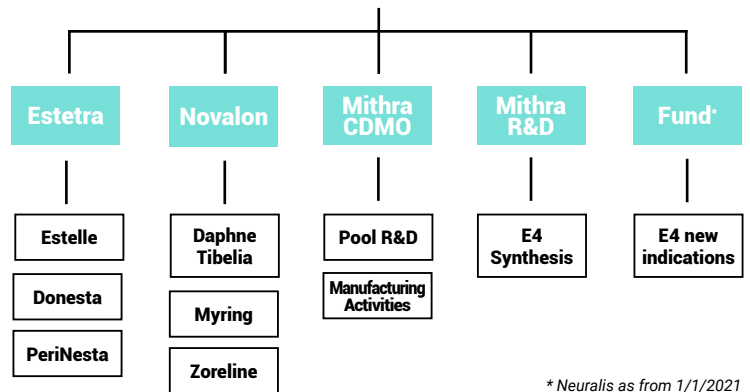 Estetra
Novalon
Mithra
CDMO
Mithra
R&D
Fund*
Estelle
Donesta
PeriNesta
Daphne
Tibelia
Myring
Zoreline
Pool R&D
Manufacturing
Activities
E4
Synthesis
E4 new
indications
* Neuralis as from 1/1/2021